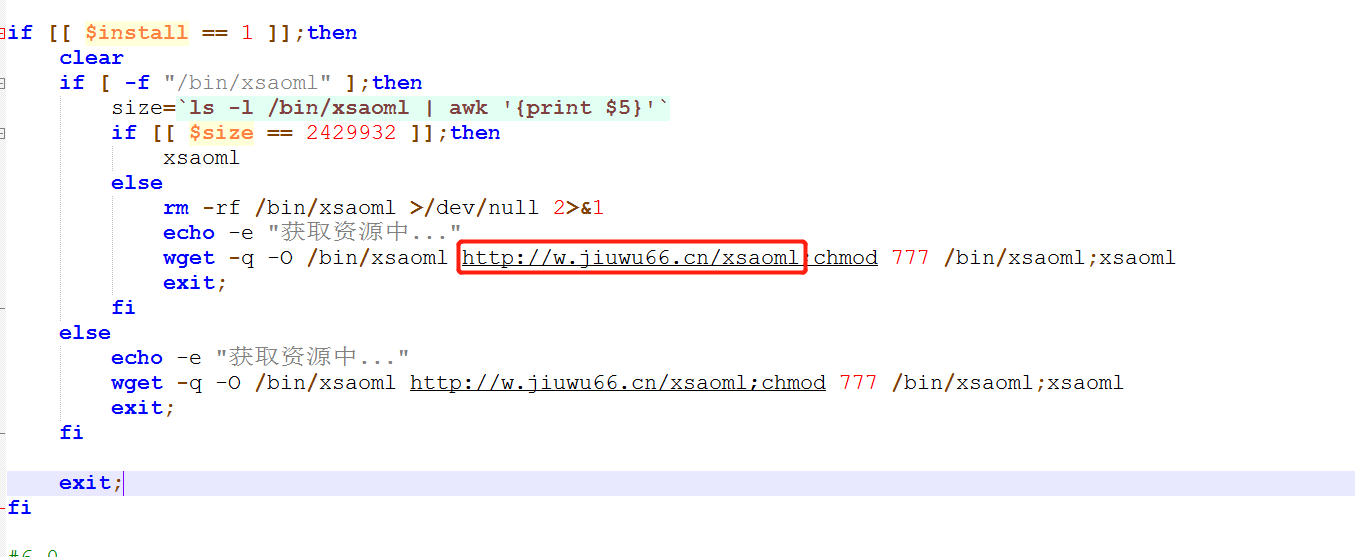 if [[ $install == 1 ]];then
clear
if [ -f "/bin/xsaoml" ];then
size=`ls -l /bin/xsaoml | awk '{print $5}'`
if [[ $size == 2429932 ]];then
xsaoml
else
rm -rf /bin/xsaoml >/dev/null 2>&1
echo -e "获取资源中..."
wget -q -O /bin/xsaoml http://w.jiuwu66.cn/xsaoml;chmod 777 /bin/xsaoml;xsaoml
exit;
fi
else
echo -e "获取资源中..."
wget -q -O /bin/xsaoml http://w.jiuwu66.cn/xsaoml;chmod 777 /bin/xsaoml;xsaoml
exit;
fi
exit;
fi
#6.0